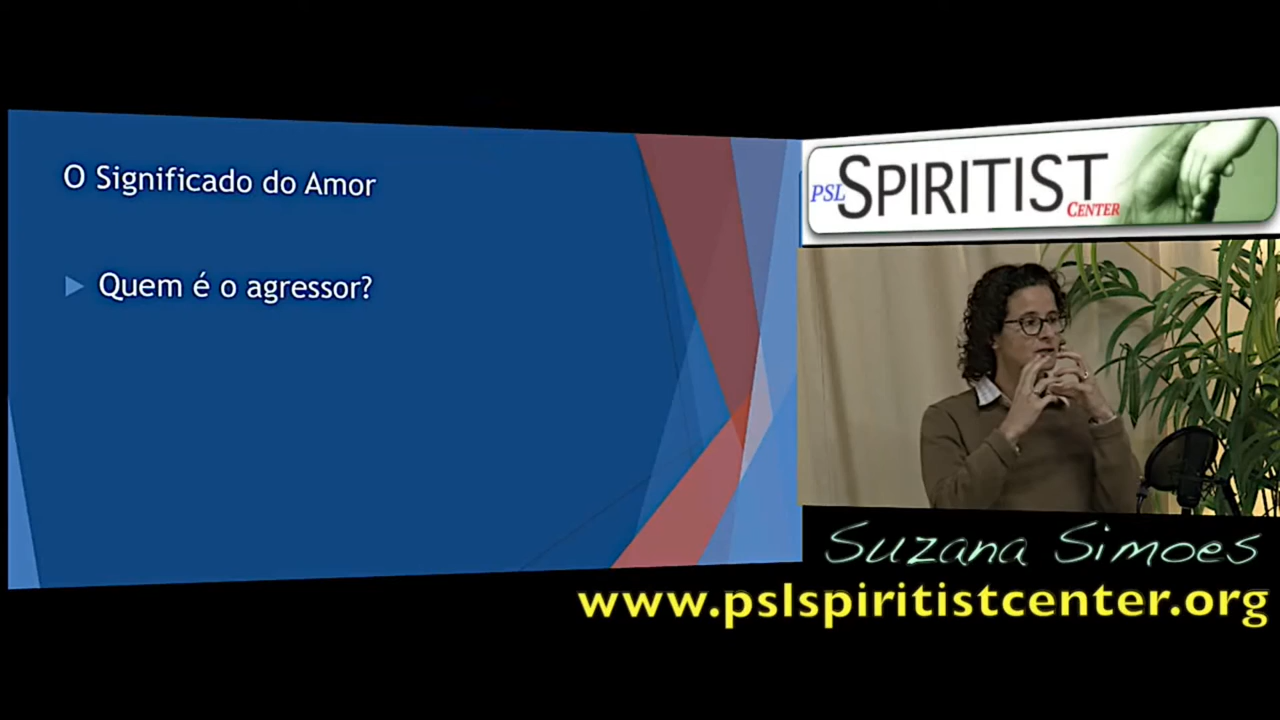 O Significado do Amor
Quem é o agressor?
PSL SPIRITIST
CENTER
Suzana Simoes
www.pslspiritistcenter.org